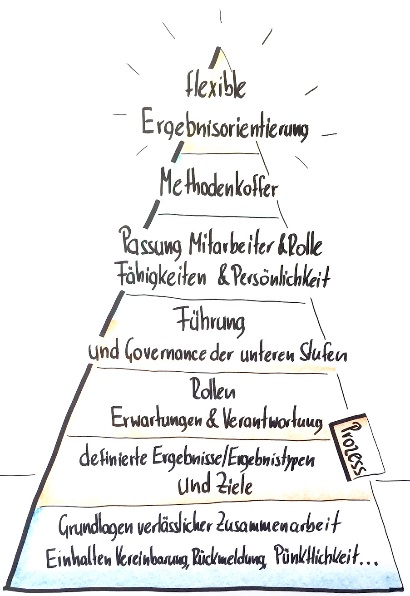 flexible
Ergebnisorientierung
Methodenkoffer
Passung Mitarbeiter & Rolle
Fähigkeiten & Persönlichkeit
Führung
und Governance der unteren Stufen
Rollen
Erwartungen & Verantwortung
Prozess
definierte Ergebnisse/Ergebnistypen
und Ziele
Grundlagen verlässlicher Zusammenarbeit
Einhalten Vereinbarung, Rückmeldung, Pünktlichkeit...